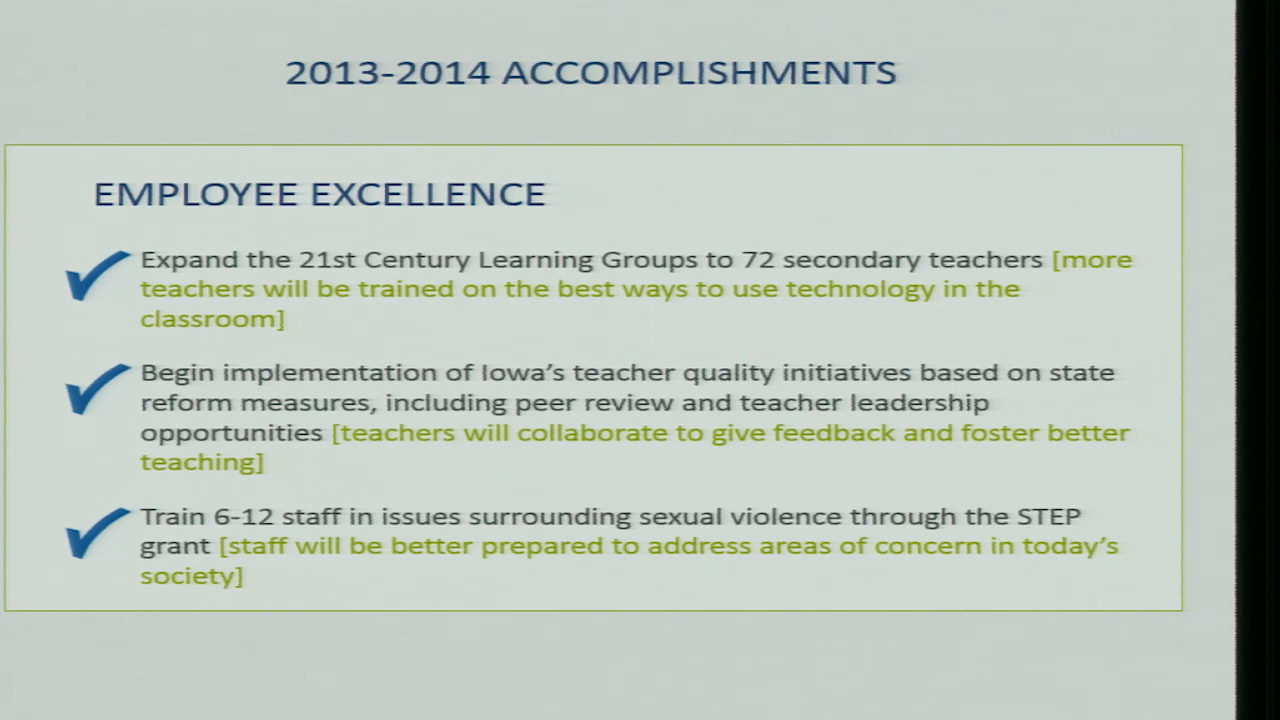 2013-2014 ACCOMPLISHMENTS
EMPLOYEE EXCELLENCE
Expand the 21st Century Learning Groups to 72 secondary teachers [more
teachers will be trained on the best ways to use technology in the
classroom]
Begin implementation of Iowa’s teacher quality initiatives based on state
reform measures, including peer review and teacher leadership
opportunities [teachers will collaborate to give feedback and foster better
teaching]
Train 6-12 staff in issues surrounding sexual violence through the STEP
grant [staff will be better prepared to address areas of concern in today’s
society]